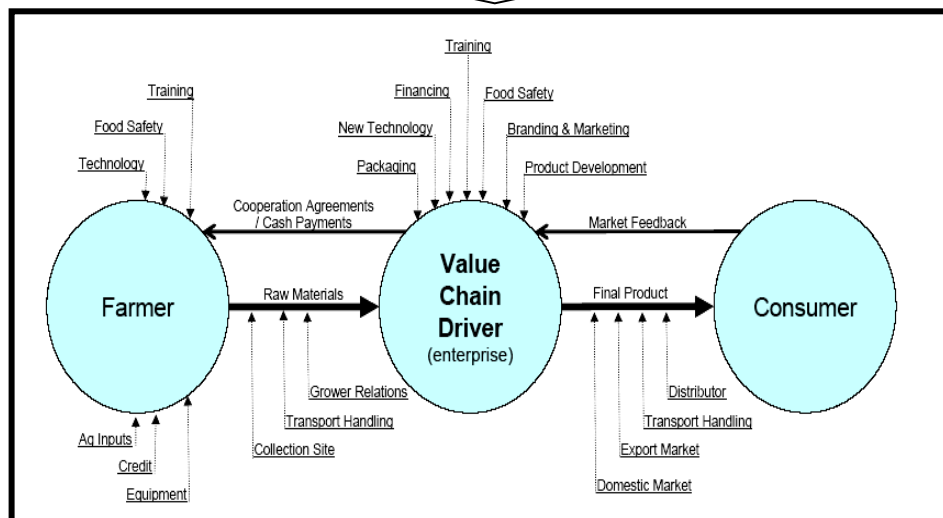 Training
Training
Financing
Food Safety
Food Safety
New Technology
Branding & Marketing
Technology
Packaging
Product Development
Cooperation Agreements
/ Cash Payments
Market Feedback
Farmer
Raw Materials
Value
Chain
Driver
(enterprise)
Final Product
Consumer
Grower Relations
Transport Handling
Collection Site
Distributor
Transport Handling
Export Market
Domestic Market
Ag Inputs
Credit
Equipment